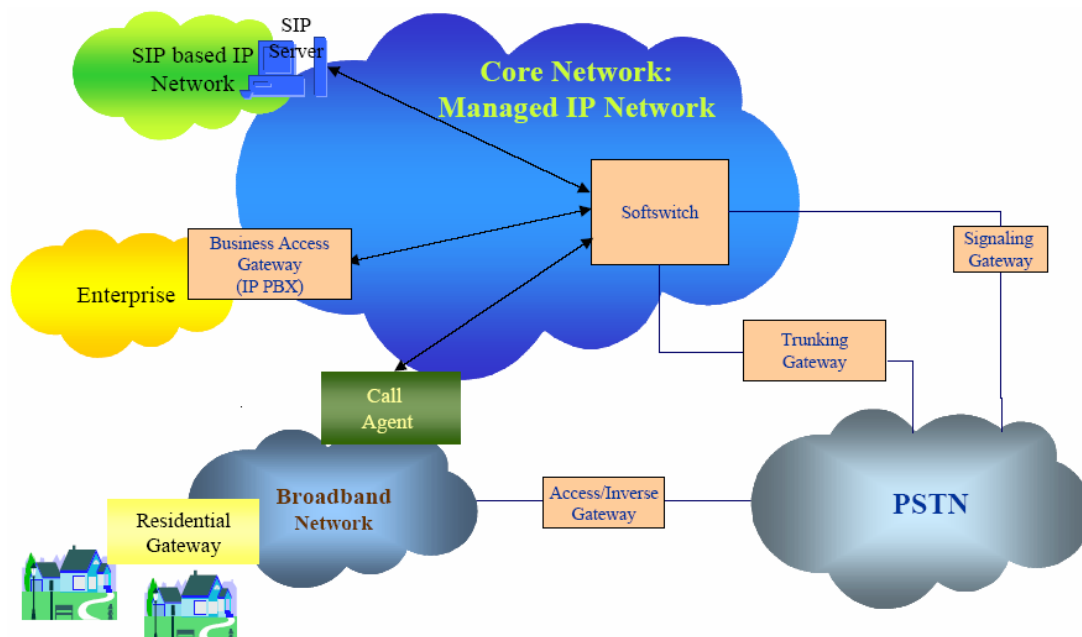 SIP
Server
SIP based IP
Network
Core Network:
Managed IP Network
Softswitch
Business Access
Gateway
(IP PBX)
Enterprise
Signaling
Gateway
Trunking
Gateway
Call
Agent
Broadband
Network
Access/Inverse
Gateway
PSTN
Residential
Gateway